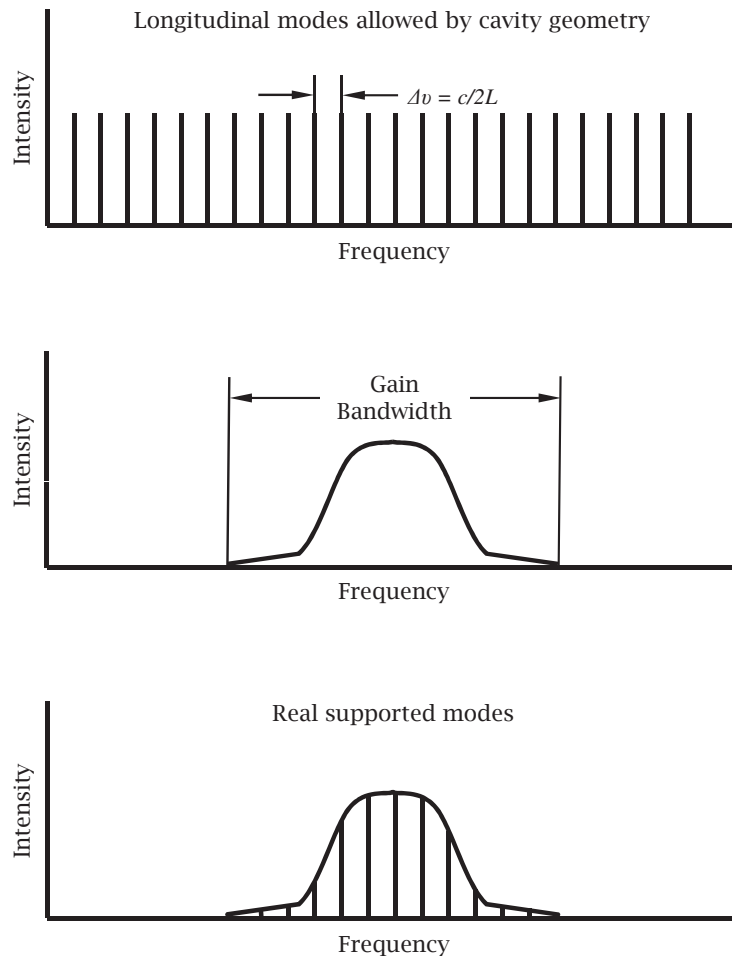 Longitudinal modes allowed by cavity geometry
Intensity
Δυ = c/2L
Frequency
Gain
Bandwidth
Intensity
Frequency
Real supported modes
Intensity
Frequency